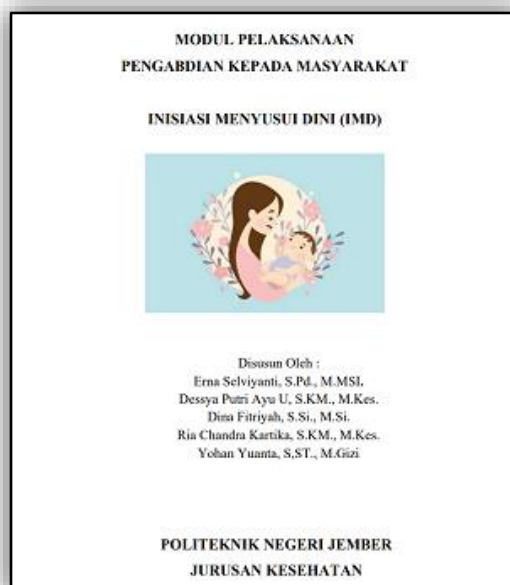 MODUL PELAKSANAAN
PENGABDIAN KEPADA MASYARAKAT
INISIASI MENYUSUI DINI (IMD)
Disusun Oleh :
Erna Selviyanti, S.Pd., M.MSI.
Dessya Putri Ayu U, S.KM., M.Kes.
Dina Fitriyah, S.Si., M.Si.
Ria Chandra Kartika, S.KM., M.Kes.
Yohan Yuanta, S,ST., M.Gizi
POLITEKNIK NEGERI JEMBER
JURUSAN KESEHATAN